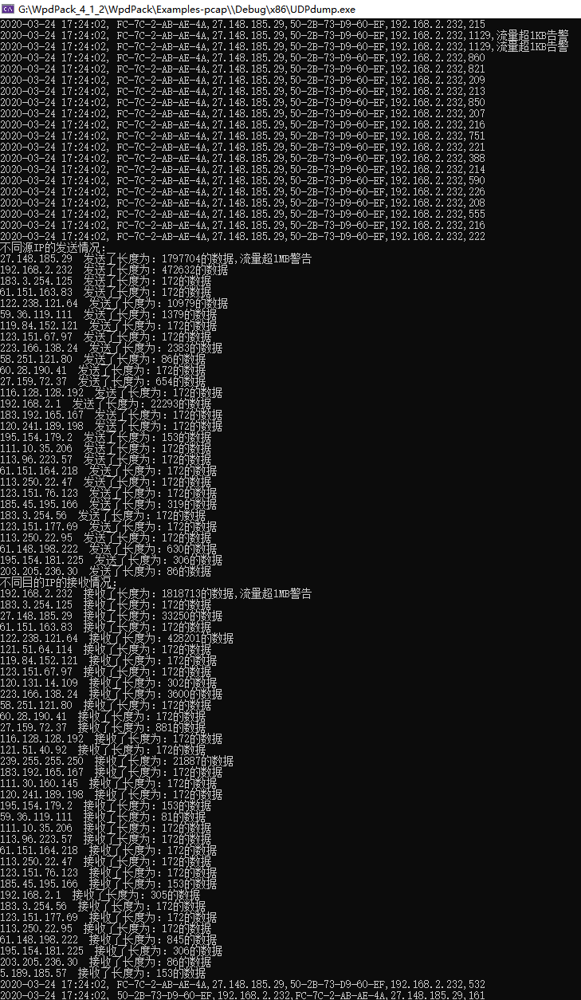 G:\WpdPack_4_1_2\WpdPack\Examples-pcap\\Debug\x86\UDPdump.exe
2020-03-24 17:24:02, FC-7C-2-AB-AE-4A,27.148.185.29,50-2B-73-D9-60-EF,192.168.2.232,215
2020-03-24 17:24:02, FC-7C-2-AB-AE-4A,27.148.185.29,50-2B-73-D9-60-EF,192.168.2.232,1129,流量超1KB告警
2020-03-24 17:24:02, FC-7C-2-AB-AE-4A,27.148.185.29,50-2B-73-D9-60-EF,192.168.2.232,1129,流量超1KB告警
2020-03-24 17:24:02, FC-7C-2-AB-AE-4A,27.148.185.29,50-2B-73-D9-60-EF,192.168.2.232,860
2020-03-24 17:24:02, FC-7C-2-AB-AE-4A,27.148.185.29,50-2B-73-D9-60-EF,192.168.2.232,821
2020-03-24 17:24:02, FC-7C-2-AB-AE-4A,27.148.185.29,50-2B-73-D9-60-EF,192.168.2.232,209
2020-03-24 17:24:02, FC-7C-2-AB-AE-4A,27.148.185.29,50-2B-73-D9-60-EF,192.168.2.232,213
2020-03-24 17:24:02, FC-7C-2-AB-AE-4A,27.148.185.29,50-2B-73-D9-60-EF,192.168.2.232,850
2020-03-24 17:24:02, FC-7C-2-AB-AE-4A,27.148.185.29,50-2B-73-D9-60-EF,192.168.2.232,207
2020-03-24 17:24:02, FC-7C-2-AB-AE-4A,27.148.185.29,50-2B-73-D9-60-EF,192.168.2.232,216
2020-03-24 17:24:02, FC-7C-2-AB-AE-4A,27.148.185.29,50-2B-73-D9-60-EF,192.168.2.232,751
2020-03-24 17:24:02, FC-7C-2-AB-AE-4A,27.148.185.29,50-2B-73-D9-60-EF,192.168.2.232,221
2020-03-24 17:24:02, FC-7C-2-AB-AE-4A,27.148.185.29,50-2B-73-D9-60-EF,192.168.2.232,388
2020-03-24 17:24:02, FC-7C-2-AB-AE-4A,27.148.185.29,50-2B-73-D9-60-EF,192.168.2.232,214
2020-03-24 17:24:02, FC-7C-2-AB-AE-4A,27.148.185.29,50-2B-73-D9-60-EF,192.168.2.232,590
2020-03-24 17:24:02, FC-7C-2-AB-AE-4A,27.148.185.29,50-2B-73-D9-60-EF,192.168.2.232,226
2020-03-24 17:24:02, FC-7C-2-AB-AE-4A,27.148.185.29,50-2B-73-D9-60-EF,192.168.2.232,208
2020-03-24 17:24:02, FC-7C-2-AB-AE-4A,27.148.185.29,50-2B-73-D9-60-EF,192.168.2.232,555
2020-03-24 17:24:02, FC-7C-2-AB-AE-4A,27.148.185.29,50-2B-73-D9-60-EF,192.168.2.232,216
2020-03-24 17:24:02, FC-7C-2-AB-AE-4A,27.148.185.29,50-2B-73-D9-60-EF,192.168.2.232,222
不同源IP的发送情况：
27.148.185.29  发送了长度为：1797704的数据,流量超1MB警告
192.168.2.232  发送了长度为：472632的数据
183.3.254.125  发送了长度为：172的数据
61.151.163.83  发送了长度为：172的数据
122.238.121.64  发送了长度为：10979的数据
59.36.119.111  发送了长度为：1379的数据
119.84.152.121  发送了长度为：172的数据
123.151.67.97  发送了长度为：172的数据
223.166.138.24  发送了长度为：2383的数据
58.251.121.80  发送了长度为：86的数据
60.28.190.41  发送了长度为：172的数据
27.159.72.37  发送了长度为：654的数据
116.128.128.192  发送了长度为：172的数据
192.168.2.1  发送了长度为：22293的数据
183.192.165.167  发送了长度为：172的数据
120.241.189.198  发送了长度为：172的数据
195.154.179.2  发送了长度为：153的数据
111.10.35.206  发送了长度为：172的数据
113.96.223.57  发送了长度为：172的数据
61.151.164.218  发送了长度为：172的数据
113.250.22.47  发送了长度为：172的数据
123.151.76.123  发送了长度为：172的数据
185.45.195.166  发送了长度为：319的数据
183.3.254.56  发送了长度为：172的数据
123.151.177.69  发送了长度为：172的数据
113.250.22.95  发送了长度为：172的数据
61.148.198.222  发送了长度为：630的数据
195.154.181.225  发送了长度为：306的数据
203.205.236.30  发送了长度为：86的数据
不同目的IP的接收情况：
192.168.2.232  接收了长度为：1818713的数据,流量超1MB警告
183.3.254.125  接收了长度为：172的数据
27.148.185.29  接收了长度为：33250的数据
61.151.163.83  接收了长度为：172的数据
122.238.121.64  接收了长度为：428201的数据
121.51.64.114  接收了长度为：172的数据
119.84.152.121  接收了长度为：172的数据
123.151.67.97  接收了长度为：172的数据
120.131.14.109  接收了长度为：302的数据
223.166.138.24  接收了长度为：3600的数据
58.251.121.80  接收了长度为：172的数据
60.28.190.41  接收了长度为：172的数据
27.159.72.37  接收了长度为：881的数据
116.128.128.192  接收了长度为：172的数据
121.51.40.92  接收了长度为：172的数据
239.255.255.250  接收了长度为：21887的数据
183.192.165.167  接收了长度为：172的数据
111.30.160.145  接收了长度为：172的数据
120.241.189.198  接收了长度为：172的数据
195.154.179.2  接收了长度为：153的数据
59.36.119.111  接收了长度为：81的数据
111.10.35.206  接收了长度为：172的数据
113.96.223.57  接收了长度为：172的数据
61.151.164.218  接收了长度为：172的数据
113.250.22.47  接收了长度为：172的数据
123.151.76.123  接收了长度为：172的数据
185.45.195.166  接收了长度为：153的数据
192.168.2.1  接收了长度为：305的数据
183.3.254.56  接收了长度为：172的数据
123.151.177.69  接收了长度为：172的数据
113.250.22.95  接收了长度为：172的数据
61.148.198.222  接收了长度为：845的数据
195.154.181.225  接收了长度为：306的数据
203.205.236.30  接收了长度为：86的数据
5.189.185.57  接收了长度为：153的数据
2020-03-24 17:24:02, FC-7C-2-AB-AE-4A,27.148.185.29,50-2B-73-D9-60-EF,192.168.2.232,532
2020-03-24 17:24:02, 50-2B-73-D9-60-EF,192.168.2.232,FC-7C-2-AB-AE-4A,27.148.185.29,161